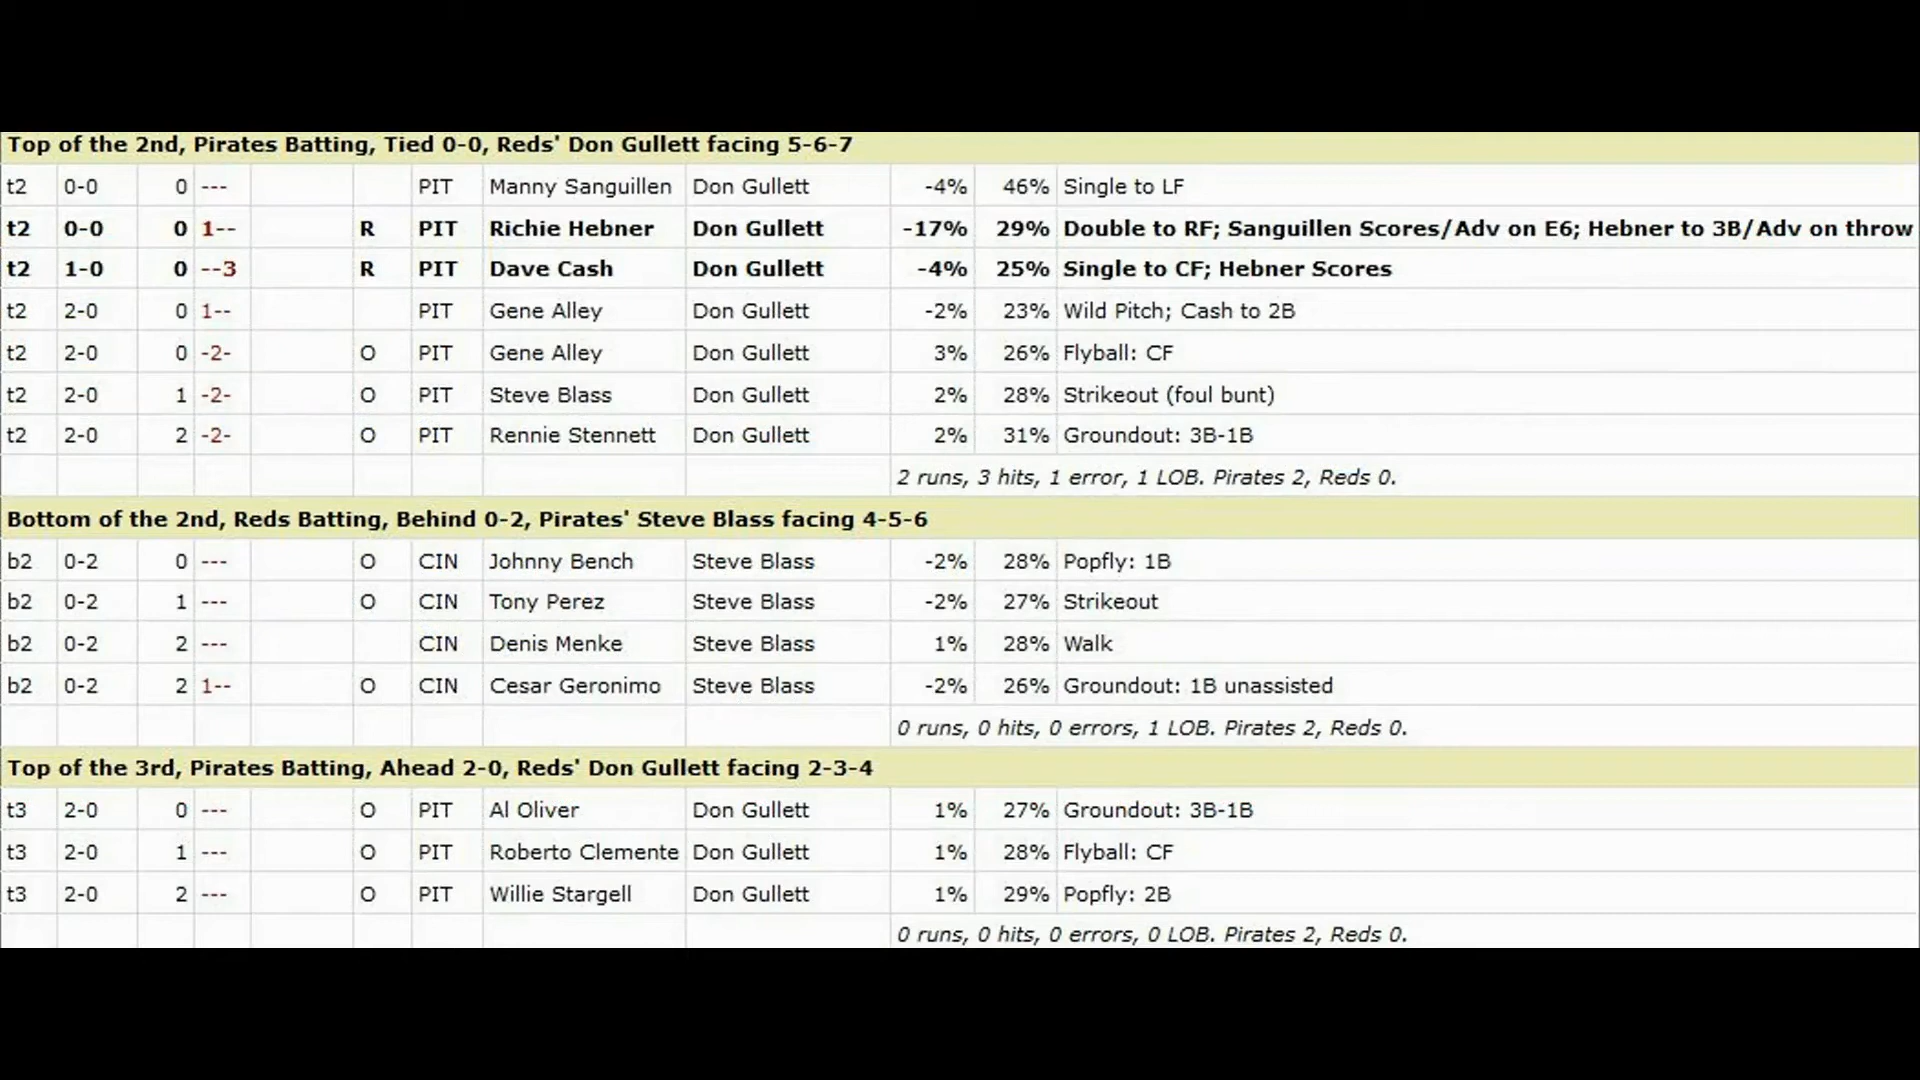 Top of the 2nd, Pirates Batting, Tied 0-0, Reds' Don Gullett facing 5-6-7
t2 0-0 0 --- PIT Manny Sanguillen Don Gullett -4% 46% Single to LF
t2 0-0 0 1-- R PIT Richie Hebner Don Gullett -17% 29% Double to RF; Sanguillen Scores/Adv on E6; Hebner to 3B/Adv on throw
t2 1-0 0 --3 R PIT Dave Cash Don Gullett -4% 25% Single to CF; Hebner Scores
t2 2-0 0 1-- PIT Gene Alley Don Gullett -2% 23% Wild Pitch; Cash to 2B
t2 2-0 0 -2- O PIT Gene Alley Don Gullett 3% 26% Flyball: CF
t2 2-0 1 -2- O PIT Steve Blass Don Gullett 2% 28% Strikeout (foul bunt)
t2 2-0 2 -2- O PIT Rennie Stennett Don Gullett 2% 31% Groundout: 3B-1B
2 runs, 3 hits, 1 error, 1 LOB. Pirates 2, Reds 0.
Bottom of the 2nd, Reds Batting, Behind 0-2, Pirates' Steve Blass facing 4-5-6
b2 0-2 0 --- O CIN Johnny Bench Steve Blass -2% 28% Popfly: 1B
b2 0-2 1 --- O CIN Tony Perez Steve Blass -2% 27% Strikeout
b2 0-2 2 --- CIN Denis Menke Steve Blass 1% 28% Walk
b2 0-2 2 1-- O CIN Cesar Geronimo Steve Blass -2% 26% Groundout: 1B unassisted
0 runs, 0 hits, 0 errors, 1 LOB. Pirates 2, Reds 0.
Top of the 3rd, Pirates Batting, Ahead 2-0, Reds' Don Gullett facing 2-3-4
t3 2-0 0 --- O PIT Al Oliver Don Gullett 1% 27% Groundout: 3B-1B
t3 2-0 1 --- O PIT Roberto Clemente Don Gullett 1% 28% Flyball: CF
t3 2-0 2 --- O PIT Willie Stargell Don Gullett 1% 29% Popfly: 2B
0 runs, 0 hits, 0 errors, 0 LOB. Pirates 2, Reds 0.